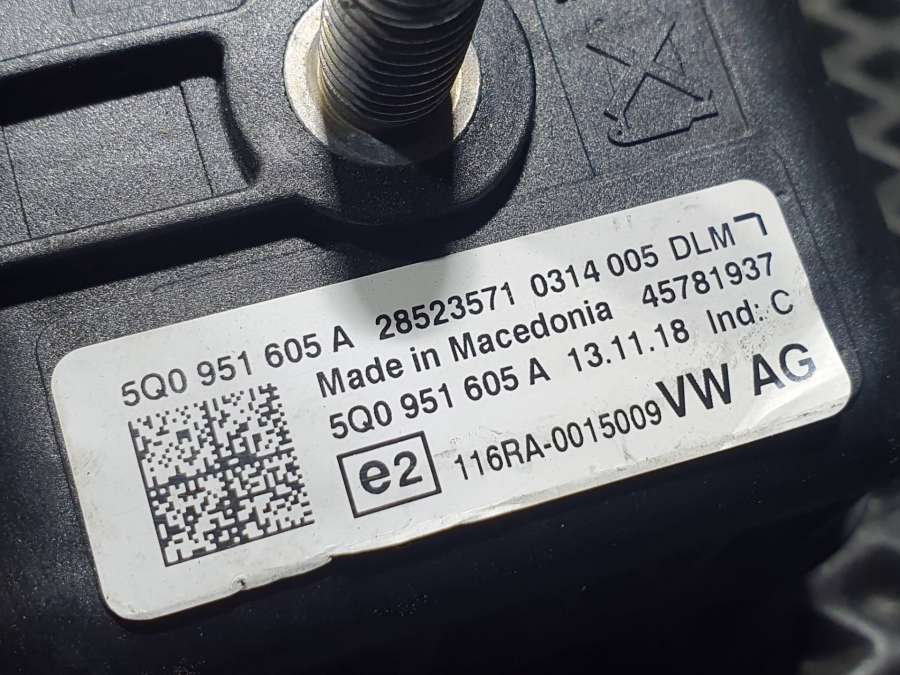 5Q0 951 605 A 28523571 0314 005 DLM
Made in Macedonia 45781937
5Q0 951 605 A 13.11.18 Ind: C
e2 116RA-0015009 VW AG